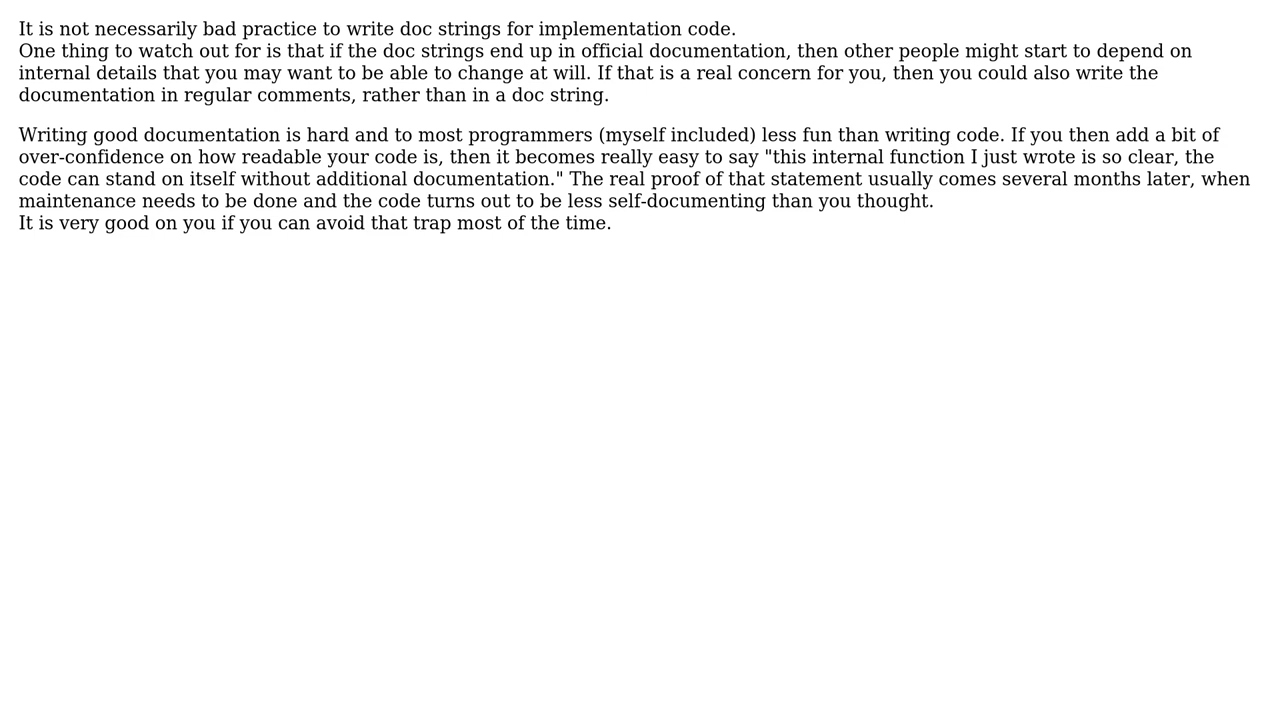 It is not necessarily bad practice to write doc strings for implementation code.
One thing to watch out for is that if the doc strings end up in official documentation, then other people might start to depend on
internal details that you may want to be able to change at will. If that is a real concern for you, then you could also write the
documentation in regular comments, rather than in a doc string.
Writing good documentation is hard and to most programmers (myself included) less fun than writing code. If you then add a bit of
over-confidence on how readable your code is, then it becomes really easy to say "this internal function I just wrote is so clear, the
code can stand on itself without additional documentation." The real proof of that statement usually comes several months later, when
maintenance needs to be done and the code turns out to be less self-documenting than you thought.
It is very good on you if you can avoid that trap most of the time.